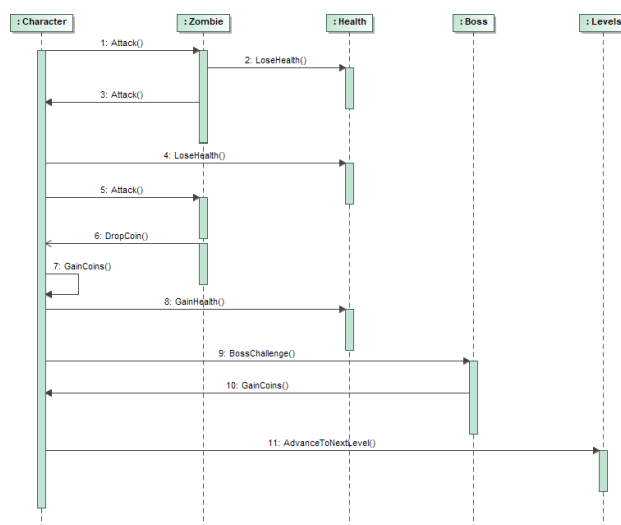 : Character
: Zombie
: Health
: Boss
: Levels
1: Attack()
2: LoseHealth()
3: Attack()
4: LoseHealth()
5: Attack()
6: DropCoin()
7: GainCoins()
8: GainHealth()
9: BossChallenge()
10: GainCoins()
11: AdvanceToNextLevel()